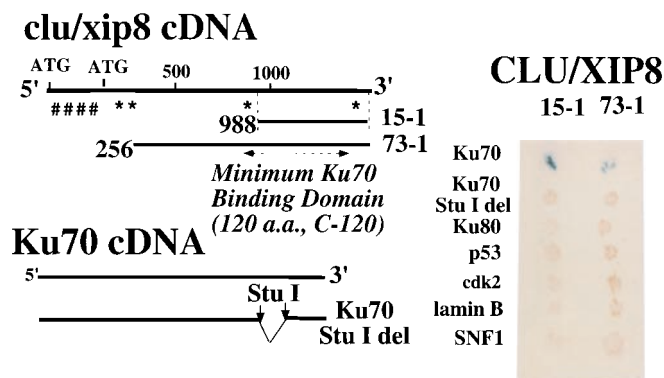 clu/xip8 cDNA
ATG ATG 500 1000
5' 3'
#### ** * *
988 15-1
256 73-1
Minimum Ku70
Binding Domain
(120 a.a., C-120)
Ku70 cDNA
5' 3'
Stu I
Ku70
Stu I del
CLU/XIP8
15-1 73-1
Ku70
Ku70
Stu I del
Ku80
p53
cdk2
lamin B
SNF1